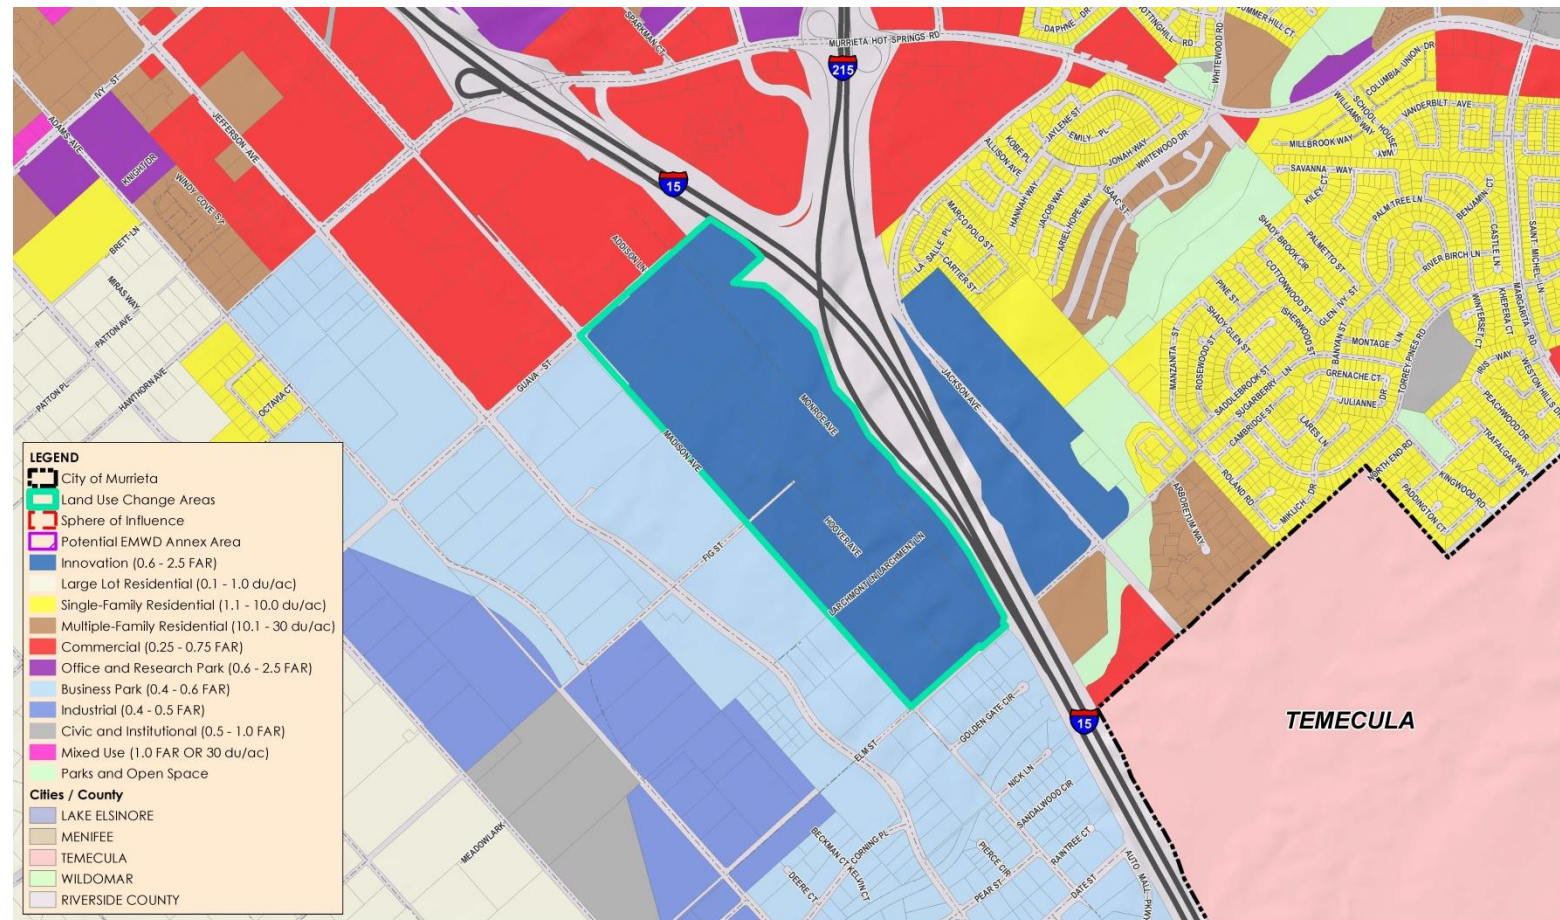 SPARKMAN CT
DAPHNE DR
NOTTINGHILL RD
SUMMER HILL CT
MURRIETA HOT SPRINGS RD
WHITEWOOD RD
215
COLUMBIA UNION DR
SCHOOL HOUSE WAY
WILLIAMS WAY
VANDERBILT AVE
IVY ST
ADAMS AVE
JEFFERSON AVE
KNIGHT DR
WINDY COVE ST
15
JAYLENE ST
KOBE PL
EMILY PL
ALLISON AVE
JONAH WAY
WHITEWOOD DR
MILLBROOK WAY
SAVANNA WAY
KILEY CT
HANNAH WAY
JACOB WAY
ARIEL HOPE WAY
ISAAC ST
MARCO POLO ST
LA SALLE PL
CARTIER ST
PALM TREE LN
BENJAMIN CT
CASTLE LN
SAINT MICHEL LN
SHADY BROOK CIR
PALMETTO ST
COTTONWOOD ST
RIVER BIRCH LN
BRETT LN
MIRAS WAY
PATTON AVE
PATTON PL
HAWTHORN AVE
OCTAVIA CT
ADDISON LN
GUAVA ST
MADISON AVE
MONROE AVE
JACKSON AVE
PINE ST
GLEN IVY ST
ISHERWOOD ST
SHADY GLEN ST
MANZANITA ST
ROSEWOOD ST
BANYAN ST
MONTAGE LN
TORREY PINES RD
WINTERSET CT
KHEPERA CT
MARGARITA RD
IRIS WAY
WESTON HILLS DR
GRENACHE CT
JULIANNE DR
SADDLEBROOK ST
SUGARBERRY LN
CAMBRIDGE ST
LARES LN
PEACHWOOD DR
TRAFALGAR WAY
KINGWOOD RD
NORTH END RD
PADDINGTON CT
ROLAND RD
MIKLICH DR
ARBORETUM WAY
FIG ST
HOOVER AVE
LARCHMONT LN LARCHMENT LN
LEGEND
City of Murrieta
Land Use Change Areas
Sphere of Influence
Potential EMWD Annex Area
Innovation (0.6 - 2.5 FAR)
Large Lot Residential (0.1 - 1.0 du/ac)
Single-Family Residential (1.1 - 10.0 du/ac)
Multiple-Family Residential (10.1 - 30 du/ac)
Commercial (0.25 - 0.75 FAR)
Office and Research Park (0.6 - 2.5 FAR)
Business Park (0.4 - 0.6 FAR)
Industrial (0.4 - 0.5 FAR)
Civic and Institutional (0.5 - 1.0 FAR)
Mixed Use (1.0 FAR OR 30 du/ac)
Parks and Open Space
Cities / County
LAKE ELSINORE
MENIFEE
TEMECULA
WILDOMAR
RIVERSIDE COUNTY
TEMECULA
15
ELM ST
GOLDEN GATE CIR
NICK LN
SANDALWOOD CIR
MEADOWLARK
BECKMAN CT
CORNING PL
KELVIN CT
DEERE CT
PIERCE CIR
PEAR ST
RAINTREE CT
DATE ST
AUTO MALL PKWY